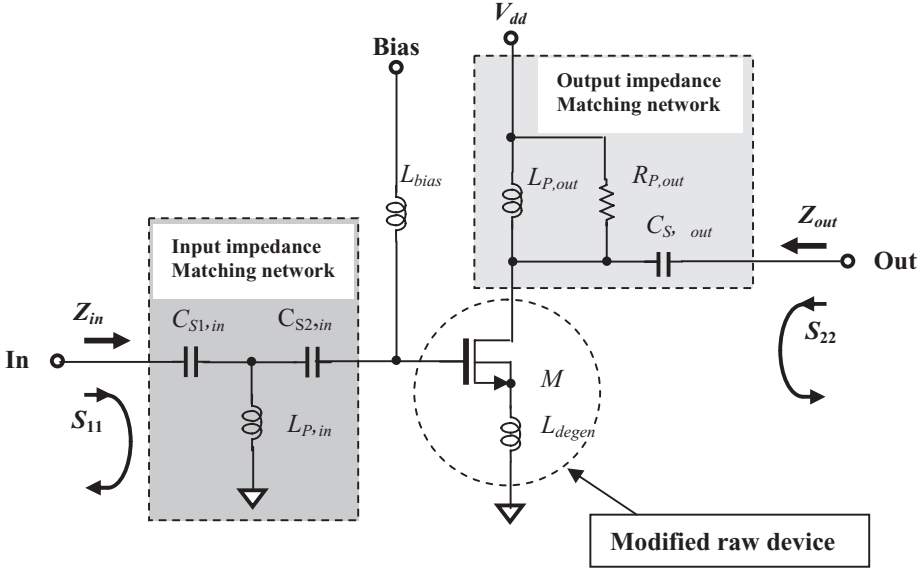 V_dd
Bias
Output impedance
Matching network
L_bias
L_P,out
R_P,out
C_S, out
Z_out
Out
Input impedance
Matching network
Z_in
C_S1,in
C_S2,in
In
S_22
M
S_11
L_P,in
L_degen
Modified raw device